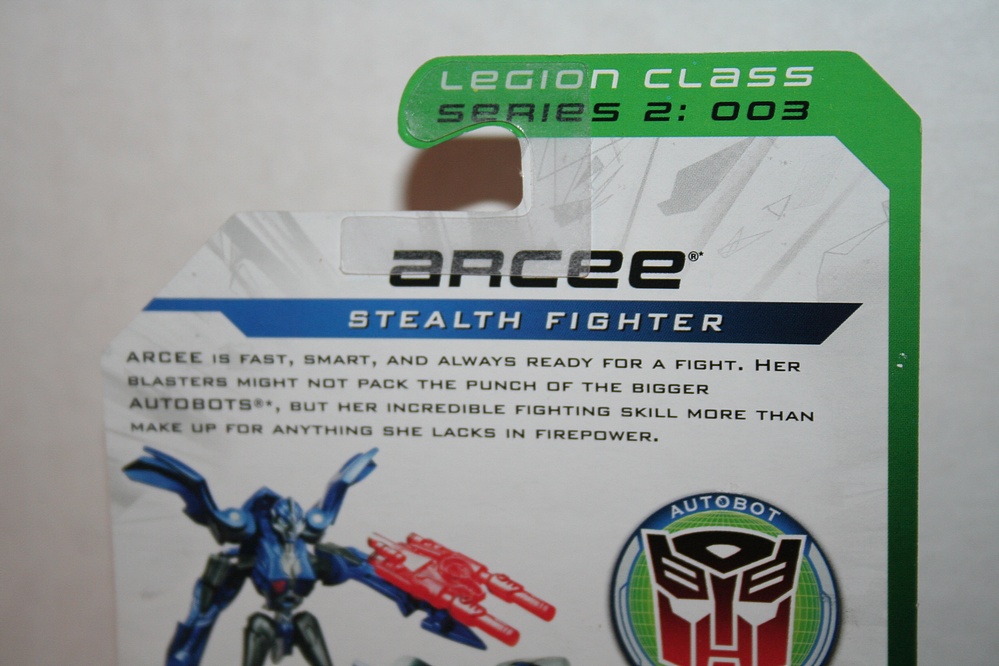 LEGION CLASS
SERIES 2: 003
ARCEE®*
STEALTH FIGHTER
ARCEE IS FAST, SMART, AND ALWAYS READY FOR A FIGHT. HER
BLASTERS MIGHT NOT PACK THE PUNCH OF THE BIGGER
AUTOBOTS®*, BUT HER INCREDIBLE FIGHTING SKILL MORE THAN
MAKE UP FOR ANYTHING SHE LACKS IN FIREPOWER.
AUTOBOT